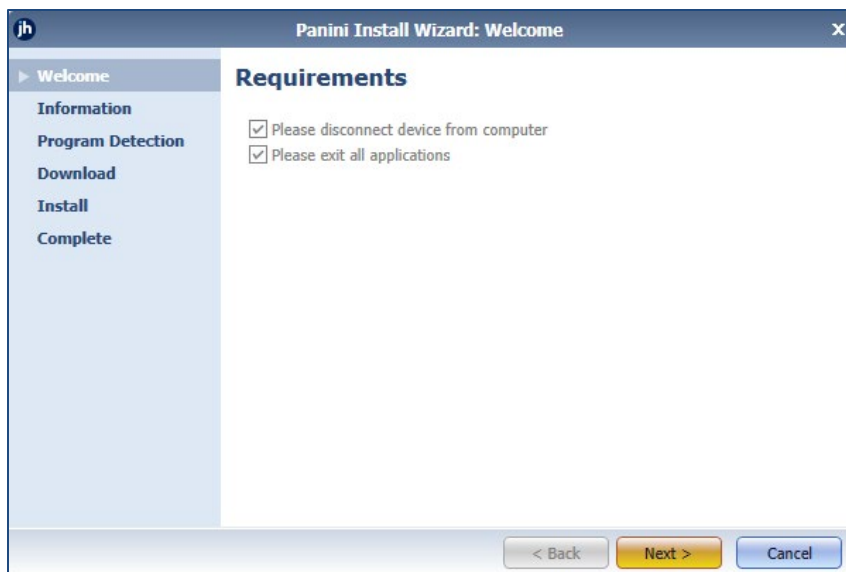 jh
Panini Install Wizard: Welcome
X
Welcome
Information
Program Detection
Download
Install
Complete
Requirements
Please disconnect device from computer
Please exit all applications
< Back
Next >
Cancel